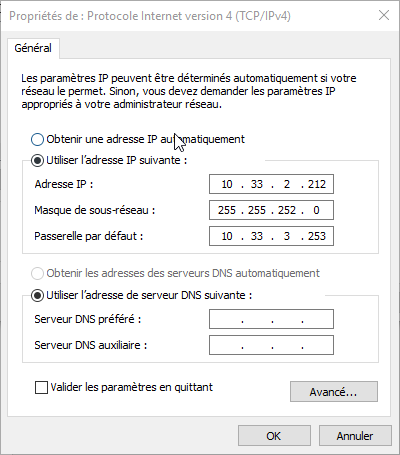 Propriétés de : Protocole Internet version 4 (TCP/IPv4)
Général
Les paramètres IP peuvent être déterminés automatiquement si votre
réseau le permet. Sinon, vous devez demander les paramètres IP
appropriés à votre administrateur réseau.
Obtenir une adresse IP automatiquement
Utiliser l’adresse IP suivante :
Adresse IP : 10 . 33 . 2 . 212
Masque de sous-réseau : 255 . 255 . 252 . 0
Passerelle par défaut : 10 . 33 . 3 . 253
Obtenir les adresses des serveurs DNS automatiquement
Utiliser l’adresse de serveur DNS suivante :
Serveur DNS préféré : . . .
Serveur DNS auxiliaire : . . .
Valider les paramètres en quittant
Avancé...
OK Annuler